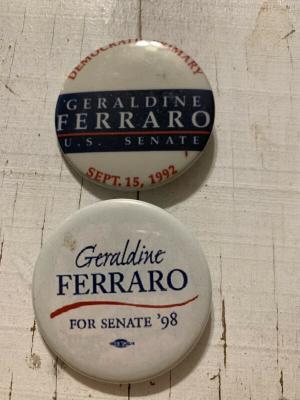 DEMOCRATIC PRIMARY
GERALDINE
FERRARO
U.S. SENATE
SEPT. 15, 1992
Geraldine
FERRARO
FOR SENATE '98